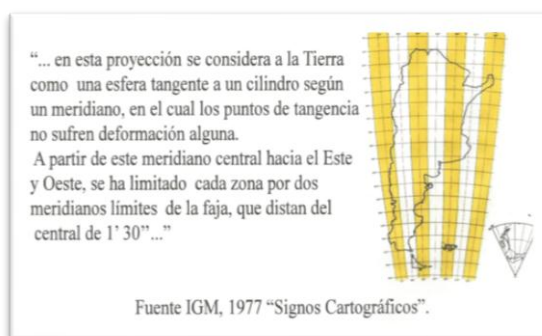 “... en esta proyección se considera a la Tierra
como una esfera tangente a un cilindro según
un meridiano, en el cual los puntos de tangencia
no sufren deformación alguna.
A partir de este meridiano central hacia el Este
y Oeste, se ha limitado cada zona por dos
meridianos límites de la faja, que distan del
central de 1’ 30”...”
Fuente IGM, 1977 “Signos Cartográficos”.